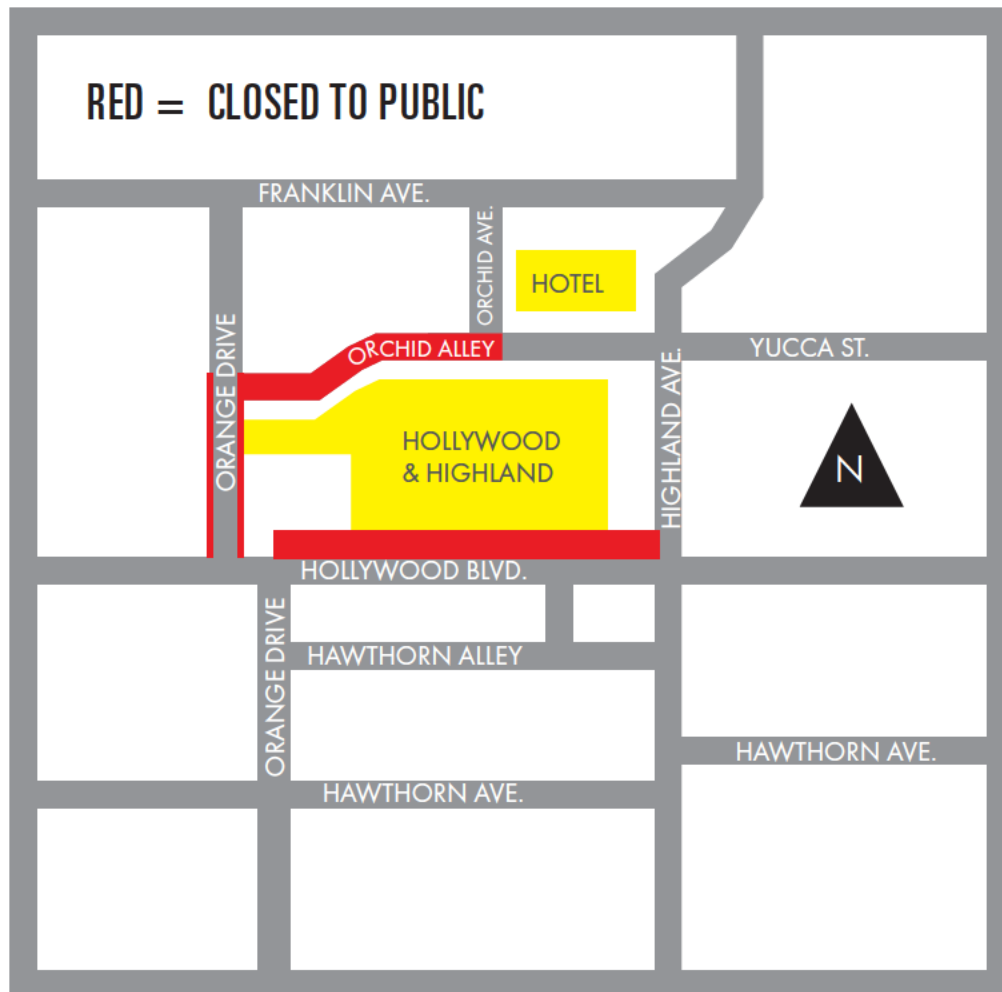 RED = CLOSED TO PUBLIC
FRANKLIN AVE.
ORCHID AVE.
HOTEL
ORANGE DRIVE
ORCHID ALLEY
YUCCA ST.
HOLLYWOOD
& HIGHLAND
HIGHLAND AVE.
N
HOLLYWOOD BLVD.
ORANGE DRIVE
HAWTHORN ALLEY
HAWTHORN AVE.
HAWTHORN AVE.